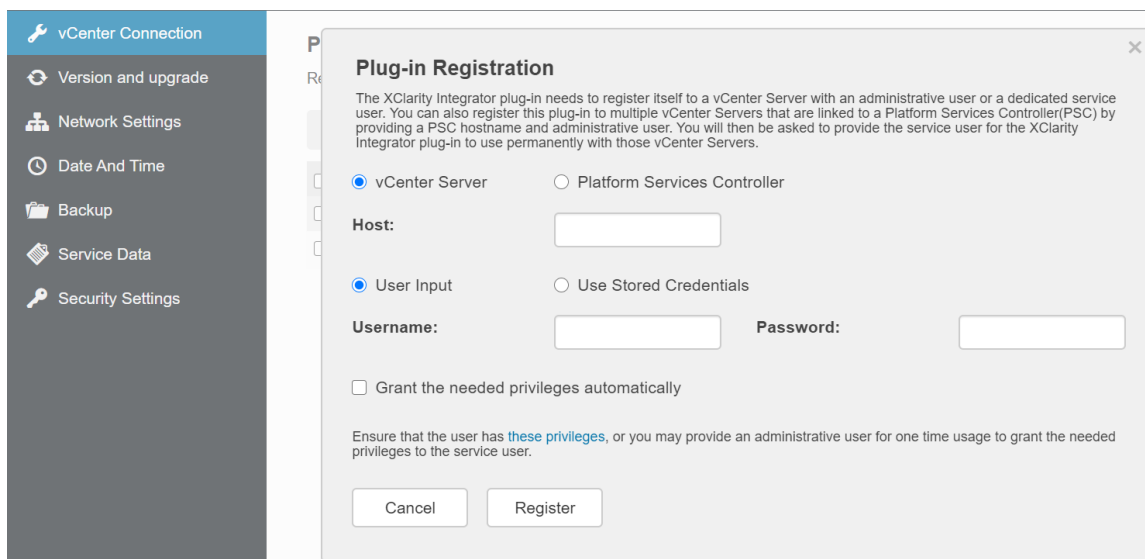 vCenter Connection
Version and upgrade
Network Settings
Date And Time
Backup
Service Data
Security Settings
P
Re
×
Plug-in Registration
The XClarity Integrator plug-in needs to register itself to a vCenter Server with an administrative user or a dedicated service
user. You can also register this plug-in to multiple vCenter Servers that are linked to a Platform Services Controller(PSC) by
providing a PSC hostname and administrative user. You will then be asked to provide the service user for the XClarity
Integrator plug-in to use permanently with those vCenter Servers.
vCenter Server Platform Services Controller
Host:
User Input Use Stored Credentials
Username: Password:
Grant the needed privileges automatically
Ensure that the user has these privileges, or you may provide an administrative user for one time usage to grant the needed
privileges to the service user.
Cancel Register